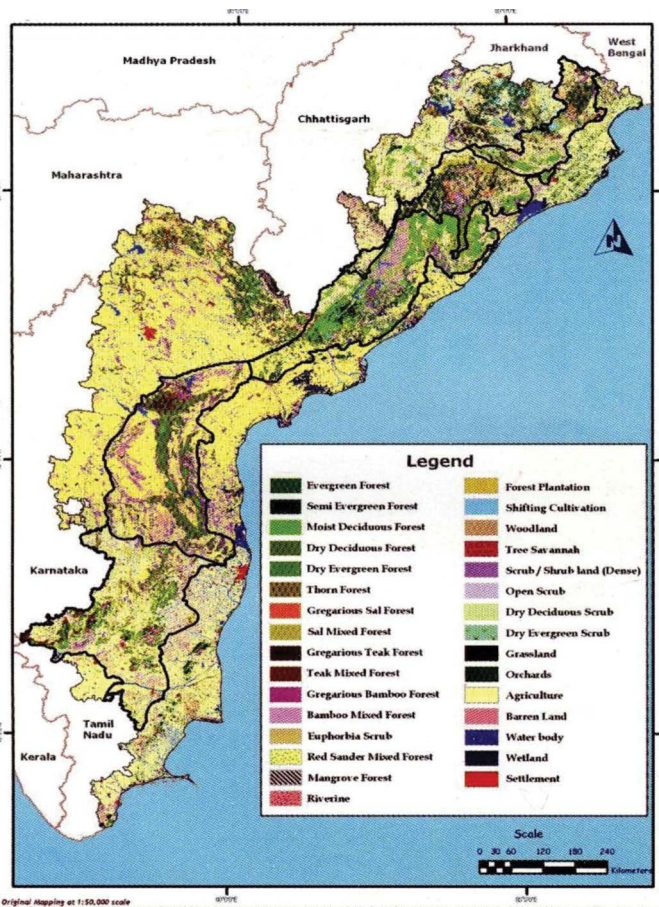 Jharkhand
West
Bengal
Madhya Pradesh
Chhattisgarh
Maharashtra
N
Karnataka
Tamil
Nadu
Kerala
Legend
Evergreen Forest
Semi Evergreen Forest
Moist Deciduous Forest
Dry Deciduous Forest
Dry Evergreen Forest
Thorn Forest
Gregarious Sal Forest
Sal Mixed Forest
Gregarious Teak Forest
Teak Mixed Forest
Gregarious Bamboo Forest
Bamboo Mixed Forest
Euphorbia Scrub
Red Sander Mixed Forest
Mangrove Forest
Riverine
Forest Plantation
Shifting Cultivation
Woodland
Tree Savannah
Scrub / Shrub land (Dense)
Open Scrub
Dry Deciduous Scrub
Dry Evergreen Scrub
Grassland
Orchards
Agriculture
Barren Land
Water body
Wetland
Settlement
Scale
0 30 60 120 180 240
Kilometers
Original Mapping at 1:50,000 scale